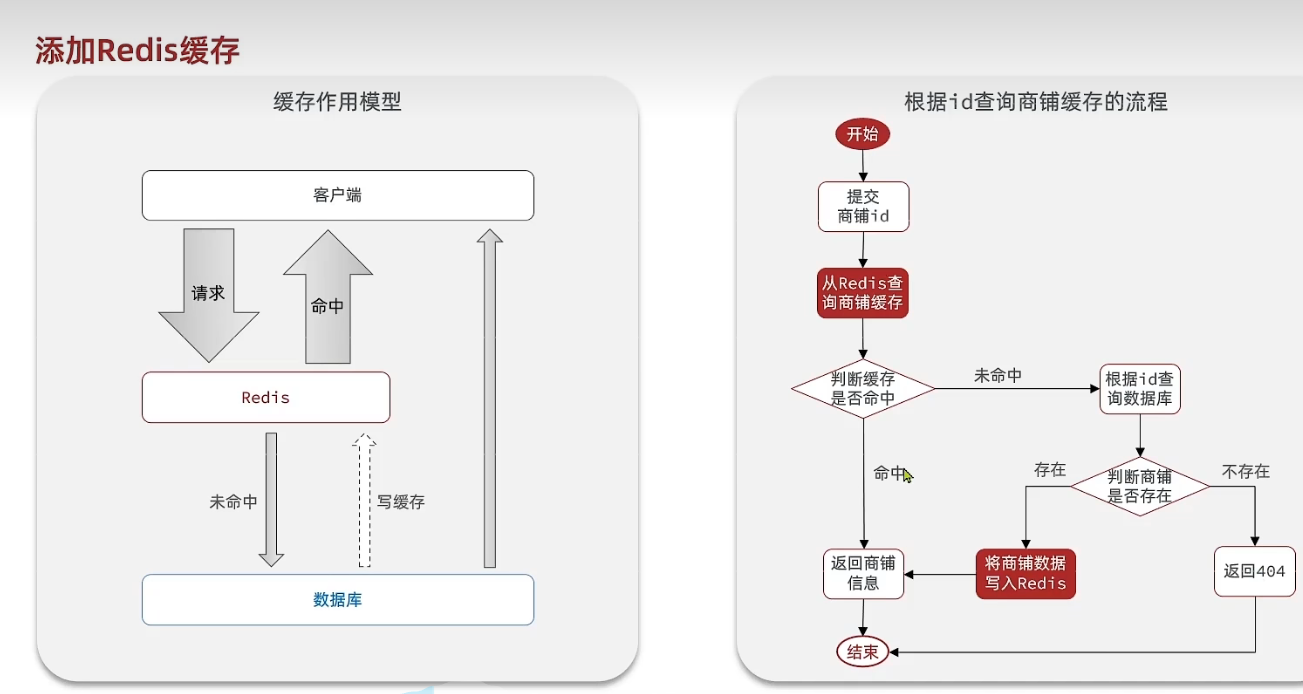 添加Redis缓存
缓存作用模型
客户端
请求
命中
Redis
未命中
写缓存
数据库
根据id查询商铺缓存的流程
开始
提交
商铺id
从Redis查
询商铺缓存
判断缓存
是否命中
未命中
根据id查
询数据库
命中
判断商铺
是否存在
存在
不存在
返回商铺
信息
将商铺数据
写入Redis
返回404
结束